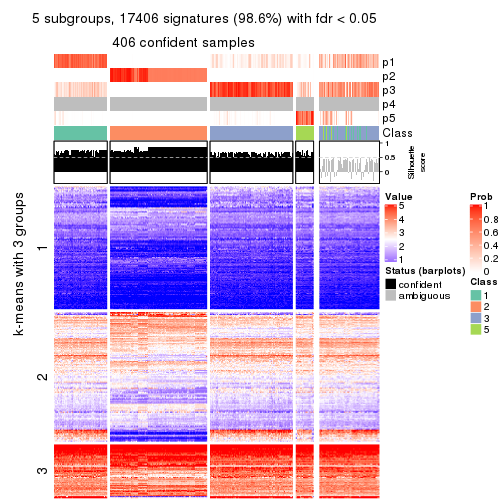 5 subgroups, 17406 signatures (98.6%) with fdr < 0.05
406 confident samples
p1
p2
p3
p4
p5
Class
1
0.5
0
Silhouette
score
k-means with 3 groups
1
2
3
Value
5
4
3
2
1
Status (barplots)
confident
ambiguous
Prob
1
0.8
0.6
0.4
0.2
0
Class
1
2
3
5